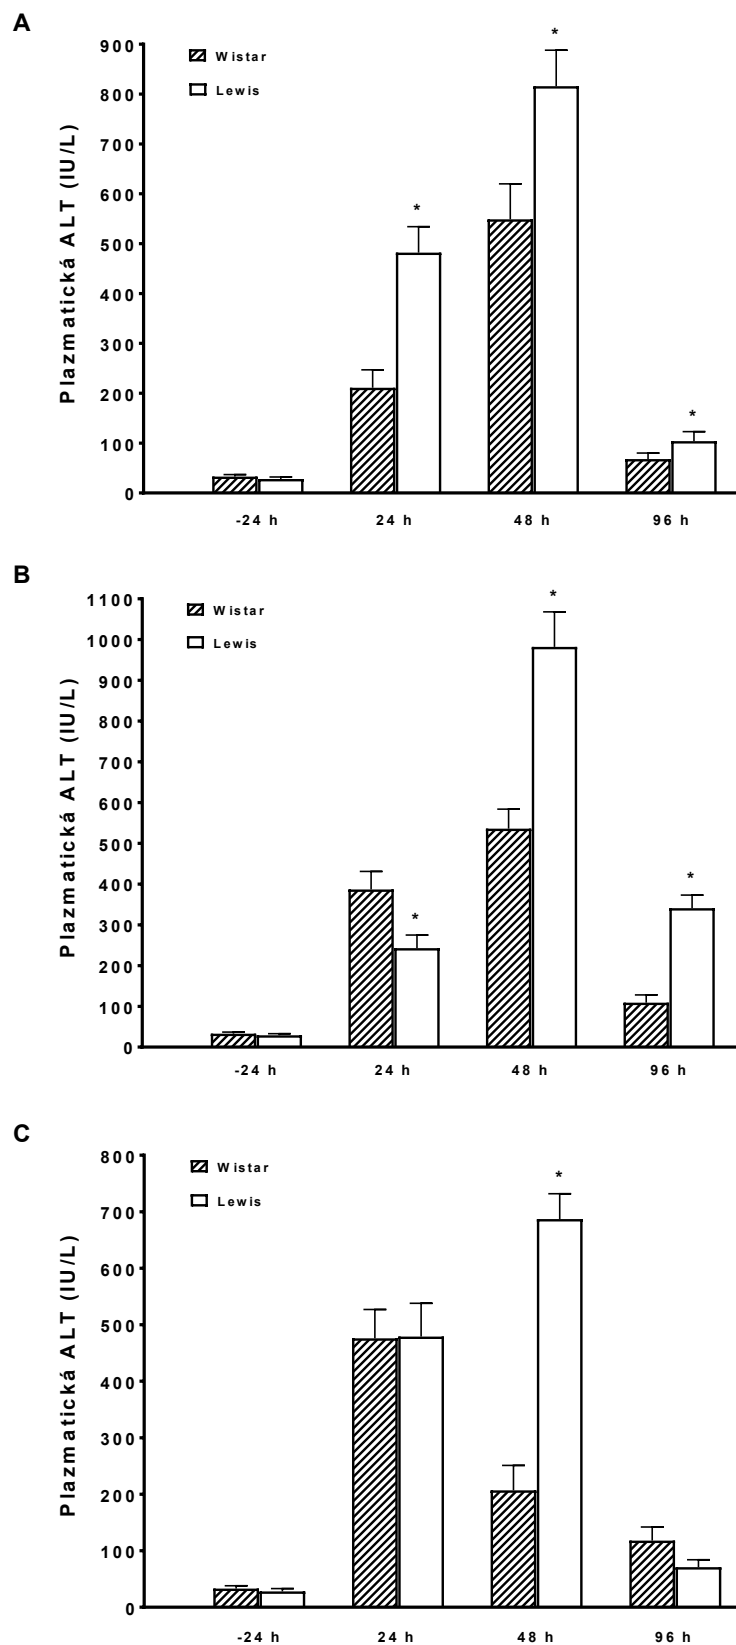 A
Plazmatická ALT (IU/L)
900
800
700
600
500
400
300
200
100
0
Wistar
Lewis
*
*
*
-24 h 24 h 48 h 96 h
B
Plazmatická ALT (IU/L)
1100
1000
900
800
700
600
500
400
300
200
100
0
Wistar
Lewis
*
*
*
-24 h 24 h 48 h 96 h
C
Plazmatická ALT (IU/L)
800
700
600
500
400
300
200
100
0
Wistar
Lewis
*
-24 h 24 h 48 h 96 h